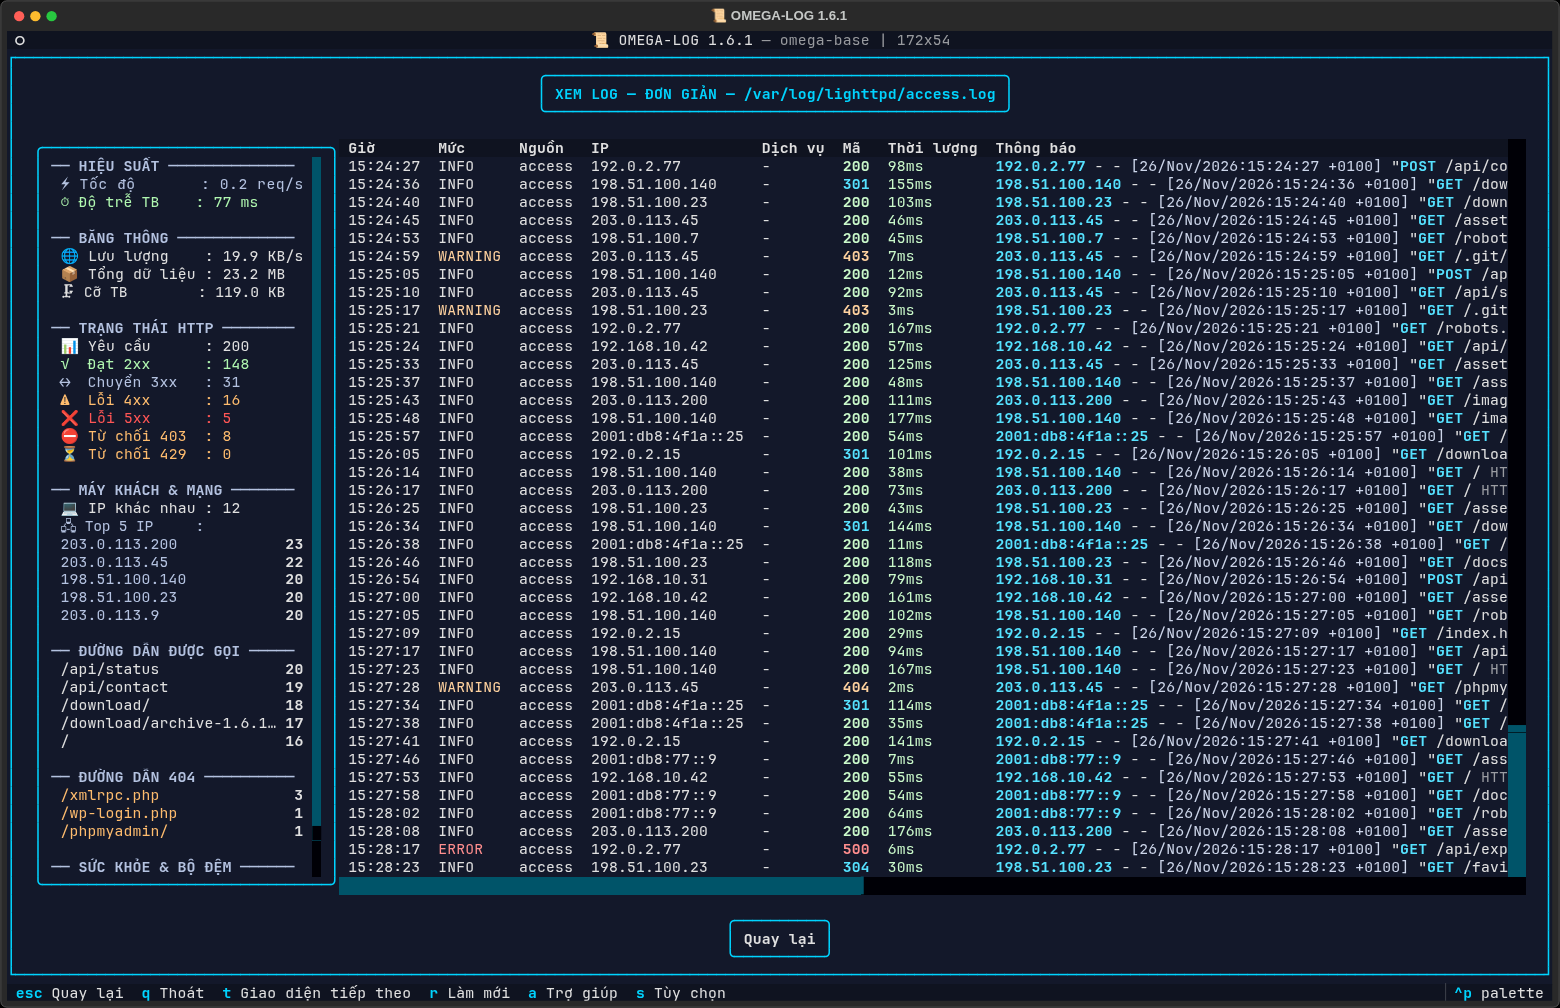 📜 OMEGA-LOG 1.6.1
📜 OMEGA-LOG 1.6.1 — omega-base | 172x54
XEM LOG — ĐƠN GIẢN — /var/log/lighttpd/access.log
── HIỆU SUẤT ──────────────
⚡ Tốc độ : 0.2 req/s
⏱ Độ trễ TB : 77 ms
── BĂNG THÔNG ─────────────
🌐 Lưu lượng : 19.9 KB/s
📦 Tổng dữ liệu : 23.2 MB
🗜 Cỡ TB : 119.0 KB
── TRẠNG THÁI HTTP ────────
📊 Yêu cầu : 200
√ Đạt 2xx : 148
↔ Chuyển 3xx : 31
⚠ Lỗi 4xx : 16
❌ Lỗi 5xx : 5
⛔ Từ chối 403 : 8
⏳ Từ chối 429 : 0
── MÁY KHÁCH & MẠNG ───────
💻 IP khác nhau : 12
🖧 Top 5 IP :
203.0.113.200 23
203.0.113.45 22
198.51.100.140 20
198.51.100.23 20
203.0.113.9 20
── ĐƯỜNG DẪN ĐƯỢC GỌI ─────
/api/status 20
/api/contact 19
/download/ 18
/download/archive-1.6.1… 17
/ 16
── ĐƯỜNG DẪN 404 ──────────
/xmlrpc.php 3
/wp-login.php 1
/phpmyadmin/ 1
── SỨC KHỎE & BỘ ĐỆM ──────
Giờ Mức Nguồn IP Dịch vụ Mã Thời lượng Thông báo
15:24:27 INFO access 192.0.2.77 - 200 98ms 192.0.2.77 - - [26/Nov/2026:15:24:27 +0100] "POST /api/co
15:24:36 INFO access 198.51.100.140 - 301 155ms 198.51.100.140 - - [26/Nov/2026:15:24:36 +0100] "GET /dow
15:24:40 INFO access 198.51.100.23 - 200 103ms 198.51.100.23 - - [26/Nov/2026:15:24:40 +0100] "GET /down
15:24:45 INFO access 203.0.113.45 - 200 46ms 203.0.113.45 - - [26/Nov/2026:15:24:45 +0100] "GET /asset
15:24:53 INFO access 198.51.100.7 - 200 45ms 198.51.100.7 - - [26/Nov/2026:15:24:53 +0100] "GET /robot
15:24:59 WARNING access 203.0.113.45 - 403 7ms 203.0.113.45 - - [26/Nov/2026:15:24:59 +0100] "GET /.git/
15:25:05 INFO access 198.51.100.140 - 200 12ms 198.51.100.140 - - [26/Nov/2026:15:25:05 +0100] "POST /ap
15:25:10 INFO access 203.0.113.45 - 200 92ms 203.0.113.45 - - [26/Nov/2026:15:25:10 +0100] "GET /api/s
15:25:17 WARNING access 198.51.100.23 - 403 3ms 198.51.100.23 - - [26/Nov/2026:15:25:17 +0100] "GET /.git
15:25:21 INFO access 192.0.2.77 - 200 167ms 192.0.2.77 - - [26/Nov/2026:15:25:21 +0100] "GET /robots.
15:25:24 INFO access 192.168.10.42 - 200 57ms 192.168.10.42 - - [26/Nov/2026:15:25:24 +0100] "GET /api/
15:25:33 INFO access 203.0.113.45 - 200 125ms 203.0.113.45 - - [26/Nov/2026:15:25:33 +0100] "GET /asset
15:25:37 INFO access 198.51.100.140 - 200 48ms 198.51.100.140 - - [26/Nov/2026:15:25:37 +0100] "GET /ass
15:25:43 INFO access 203.0.113.200 - 200 111ms 203.0.113.200 - - [26/Nov/2026:15:25:43 +0100] "GET /imag
15:25:48 INFO access 198.51.100.140 - 200 177ms 198.51.100.140 - - [26/Nov/2026:15:25:48 +0100] "GET /ima
15:25:57 INFO access 2001:db8:4f1a::25 - 200 54ms 2001:db8:4f1a::25 - - [26/Nov/2026:15:25:57 +0100] "GET /
15:26:05 INFO access 192.0.2.15 - 301 101ms 192.0.2.15 - - [26/Nov/2026:15:26:05 +0100] "GET /downloa
15:26:14 INFO access 198.51.100.140 - 200 38ms 198.51.100.140 - - [26/Nov/2026:15:26:14 +0100] "GET / HT
15:26:17 INFO access 203.0.113.200 - 200 73ms 203.0.113.200 - - [26/Nov/2026:15:26:17 +0100] "GET / HTT
15:26:25 INFO access 198.51.100.23 - 200 43ms 198.51.100.23 - - [26/Nov/2026:15:26:25 +0100] "GET /asse
15:26:34 INFO access 198.51.100.140 - 301 144ms 198.51.100.140 - - [26/Nov/2026:15:26:34 +0100] "GET /dow
15:26:38 INFO access 2001:db8:4f1a::25 - 200 11ms 2001:db8:4f1a::25 - - [26/Nov/2026:15:26:38 +0100] "GET /
15:26:46 INFO access 198.51.100.23 - 200 118ms 198.51.100.23 - - [26/Nov/2026:15:26:46 +0100] "GET /docs
15:26:54 INFO access 192.168.10.31 - 200 79ms 192.168.10.31 - - [26/Nov/2026:15:26:54 +0100] "POST /api
15:27:00 INFO access 192.168.10.42 - 200 161ms 192.168.10.42 - - [26/Nov/2026:15:27:00 +0100] "GET /asse
15:27:05 INFO access 198.51.100.140 - 200 102ms 198.51.100.140 - - [26/Nov/2026:15:27:05 +0100] "GET /rob
15:27:09 INFO access 192.0.2.15 - 200 29ms 192.0.2.15 - - [26/Nov/2026:15:27:09 +0100] "GET /index.h
15:27:17 INFO access 198.51.100.140 - 200 94ms 198.51.100.140 - - [26/Nov/2026:15:27:17 +0100] "GET /api
15:27:23 INFO access 198.51.100.140 - 200 167ms 198.51.100.140 - - [26/Nov/2026:15:27:23 +0100] "GET / HT
15:27:28 WARNING access 203.0.113.45 - 404 2ms 203.0.113.45 - - [26/Nov/2026:15:27:28 +0100] "GET /phpmy
15:27:34 INFO access 2001:db8:4f1a::25 - 301 114ms 2001:db8:4f1a::25 - - [26/Nov/2026:15:27:34 +0100] "GET /
15:27:38 INFO access 2001:db8:4f1a::25 - 200 35ms 2001:db8:4f1a::25 - - [26/Nov/2026:15:27:38 +0100] "GET /
15:27:41 INFO access 192.0.2.15 - 200 141ms 192.0.2.15 - - [26/Nov/2026:15:27:41 +0100] "GET /downloa
15:27:46 INFO access 2001:db8:77::9 - 200 7ms 2001:db8:77::9 - - [26/Nov/2026:15:27:46 +0100] "GET /ass
15:27:53 INFO access 192.168.10.42 - 200 55ms 192.168.10.42 - - [26/Nov/2026:15:27:53 +0100] "GET / HTT
15:27:58 INFO access 2001:db8:77::9 - 200 54ms 2001:db8:77::9 - - [26/Nov/2026:15:27:58 +0100] "GET /doc
15:28:02 INFO access 2001:db8:77::9 - 200 64ms 2001:db8:77::9 - - [26/Nov/2026:15:28:02 +0100] "GET /rob
15:28:08 INFO access 203.0.113.200 - 200 176ms 203.0.113.200 - - [26/Nov/2026:15:28:08 +0100] "GET /asse
15:28:17 ERROR access 192.0.2.77 - 500 6ms 192.0.2.77 - - [26/Nov/2026:15:28:17 +0100] "GET /api/exp
15:28:23 INFO access 198.51.100.23 - 304 30ms 198.51.100.23 - - [26/Nov/2026:15:28:23 +0100] "GET /favi
Quay lại
esc Quay lại q Thoát t Giao diện tiếp theo r Làm mới a Trợ giúp s Tùy chọn ^p palette